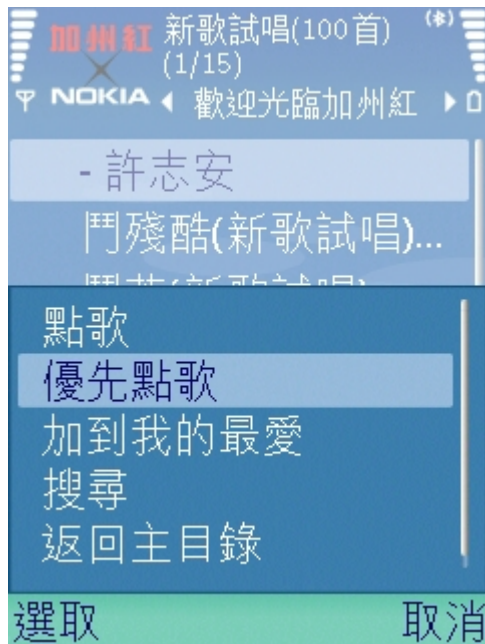 加州紅
新歌試唱(100首)
(1/15)
NOKIA
歡迎光臨加州紅
- 許志安
鬥殘酷(新歌試唱)...
點歌
優先點歌
加到我的最愛
搜尋
返回主目錄
選取
取消